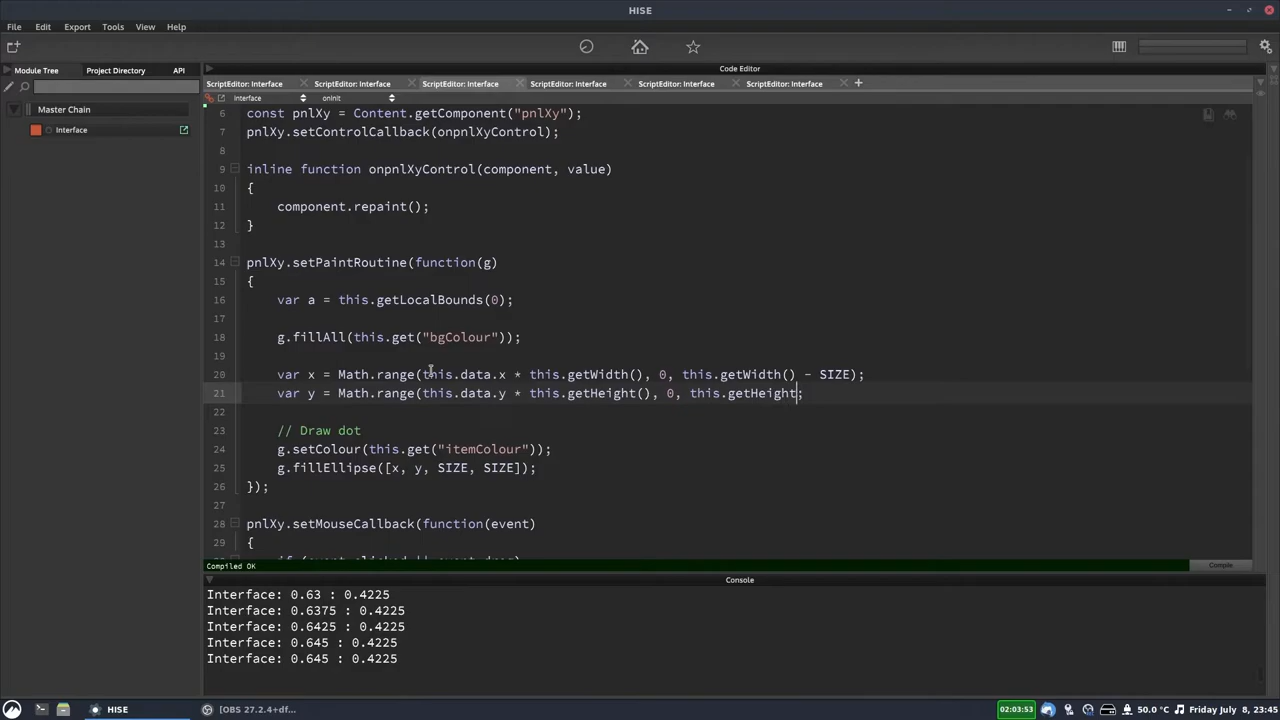 HISE
File Edit Export Tools View Help
Module Tree Project Directory API
Code Editor
ScriptEditor: Interface ScriptEditor: Interface ScriptEditor: Interface ScriptEditor: Interface ScriptEditor: Interface ScriptEditor: Interface
Interface onInit
Master Chain
Interface
6 const pnlXy = Content.getComponent("pnlXy");
7 pnlXy.setControlCallback(onpnlXyControl);
8
9 inline function onpnlXyControl(component, value)
10 {
11 component.repaint();
12 }
13
14 pnlXy.setPaintRoutine(function(g)
15 {
16 var a = this.getLocalBounds(0);
17
18 g.fillAll(this.get("bgColour"));
19
20 var x = Math.range(this.data.x * this.getWidth(), 0, this.getWidth() - SIZE);
21 var y = Math.range(this.data.y * this.getHeight(), 0, this.getHeight;
22
23 // Draw dot
24 g.setColour(this.get("itemColour"));
25 g.fillEllipse([x, y, SIZE, SIZE]);
26 });
27
28 pnlXy.setMouseCallback(function(event)
29 {
Compiled OK
Compile
Console
Interface: 0.63 : 0.4225
Interface: 0.6375 : 0.4225
Interface: 0.6425 : 0.4225
Interface: 0.645 : 0.4225
Interface: 0.645 : 0.4225
HISE [OBS 27.2.4+df... 02:03:53 50.0 °C Friday July 8, 23:45